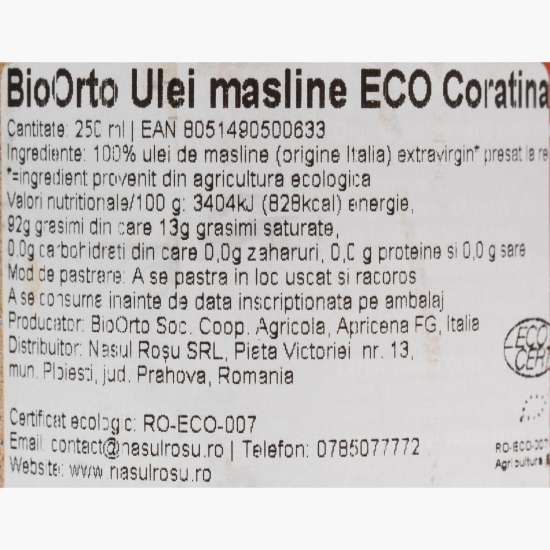 BioOrto Ulei masline ECO Coratina
Cantitate: 250 ml | EAN 8051490500633
Ingrediente: 100% ulei de masline (origine Italia) extravirgin* presat la re
*=ingredient provenit din agricultura ecologica
Valori nutritionale/100 g: 3404kJ (828kcal) energie,
92g grasimi din care 13g grasimi saturate,
0,0g carbohidrati din care 0,0g zaharuri, 0,0 g proteine si 0,0 g sare
Mod de pastrare: A se pastra in loc uscat si racoros
A se consuma inainte de data inscriptionata pe ambalaj
Producator: BioOrto Soc. Coop. Agricola, Apricena FG, Italia
Distribuitor: Nasul Roșu SRL, Piata Victoriei nr. 13,
mun. Ploiesti, jud. Prahova, Romania
ECO
CERT
Certificat ecologic: RO-ECO-007
Email: contact@nasulrosu.ro | Telefon: 0785077772
Website: www.nasulrosu.ro
RO-ECO-007
Agricultura